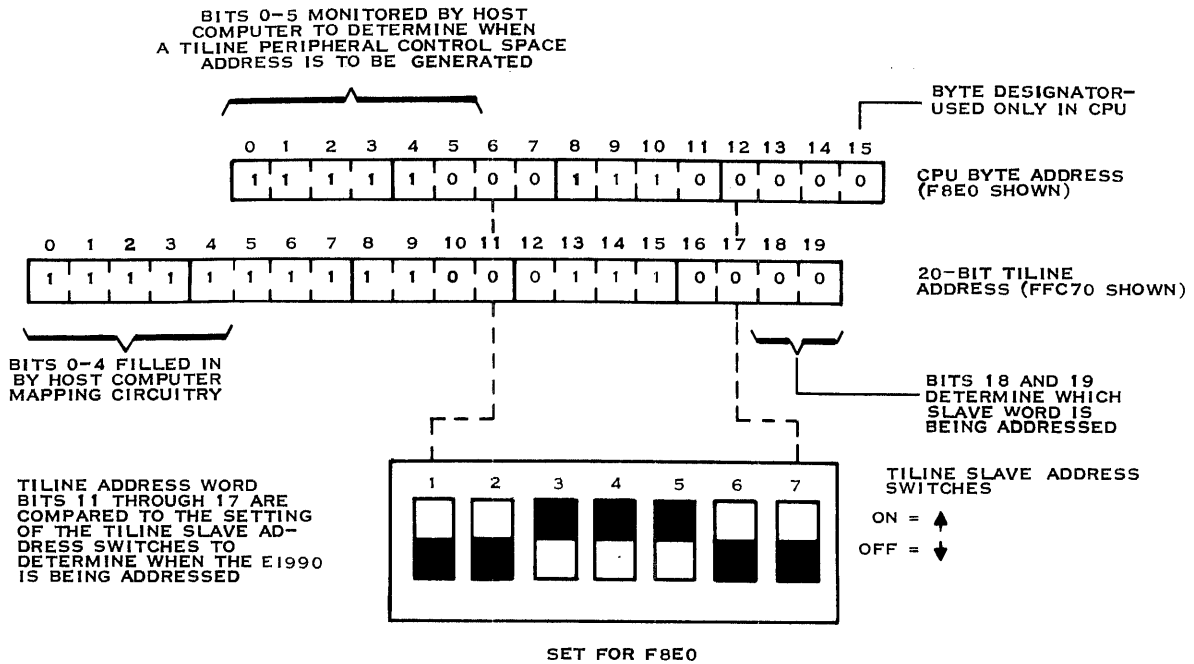 BITS 0-5 MONITORED BY HOST
COMPUTER TO DETERMINE WHEN
A TILINE PERIPHERAL CONTROL SPACE
ADDRESS IS TO BE GENERATED
BYTE DESIGNATOR-
USED ONLY IN CPU
0 1 2 3 4 5 6 7 8 9 10 11 12 13 14 15
1 1 1 1 1 0 0 0 1 1 1 0 0 0 0 0
CPU BYTE ADDRESS
(F8E0 SHOWN)
0 1 2 3 4 5 6 7 8 9 10 11 12 13 14 15 16 17 18 19
1 1 1 1 1 1 1 1 1 1 0 0 0 1 1 1 0 0 0 0
20-BIT TILINE
ADDRESS (FFC70 SHOWN)
BITS 0-4 FILLED IN
BY HOST COMPUTER
MAPPING CIRCUITRY
BITS 18 AND 19
DETERMINE WHICH
SLAVE WORD IS
BEING ADDRESSED
TILINE ADDRESS WORD
BITS 11 THROUGH 17 ARE
COMPARED TO THE SETTING
OF THE TILINE SLAVE AD-
DRESS SWITCHES TO
DETERMINE WHEN THE E1990
IS BEING ADDRESSED
1 2 3 4 5 6 7
TILINE SLAVE ADDRESS
SWITCHES
ON =
OFF =
SET FOR F8E0